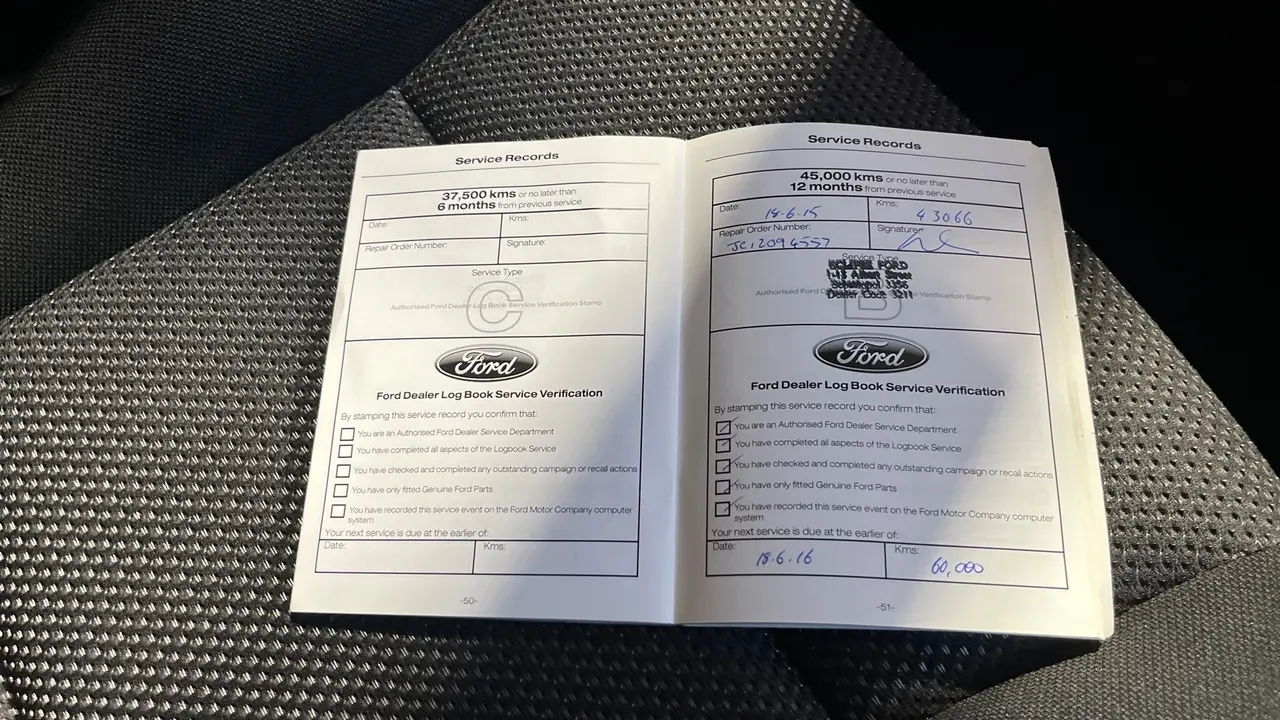 Service Records
37,500 kms or no later than
6 months from previous service
Date:
Kms:
Repair Order Number:
Signature:
Service Type
C
Authorised Ford Dealer Log Book Service Verification Stamp
Ford
Ford Dealer Log Book Service Verification
By stamping this service record you confirm that:
You are an Authorised Ford Dealer Service Department
You have completed all aspects of the Logbook Service
You have checked and completed any outstanding campaign or recall actions
You have only fitted Genuine Ford Parts
You have recorded this service event on the Ford Motor Company computer
system
Your next service is due at the earlier of:
Date:
Kms:
-50-
Service Records
45,000 kms or no later than
12 months from previous service
Date: 18-6-15
Kms: 43066
Repair Order Number:
Signature:
Service Type
FORD
Street
3356
Dealer Code 3211
Authorised Ford Service Verification Stamp
Ford
Ford Dealer Log Book Service Verification
By stamping this service record you confirm that:
You are an Authorised Ford Dealer Service Department
You have completed all aspects of the Logbook Service
You have checked and completed any outstanding campaign or recall actions
You have only fitted Genuine Ford Parts
You have recorded this service event on the Ford Motor Company computer
system
Your next service is due at the earlier of:
Date: 18-6-16
Kms: 60,000
-51-